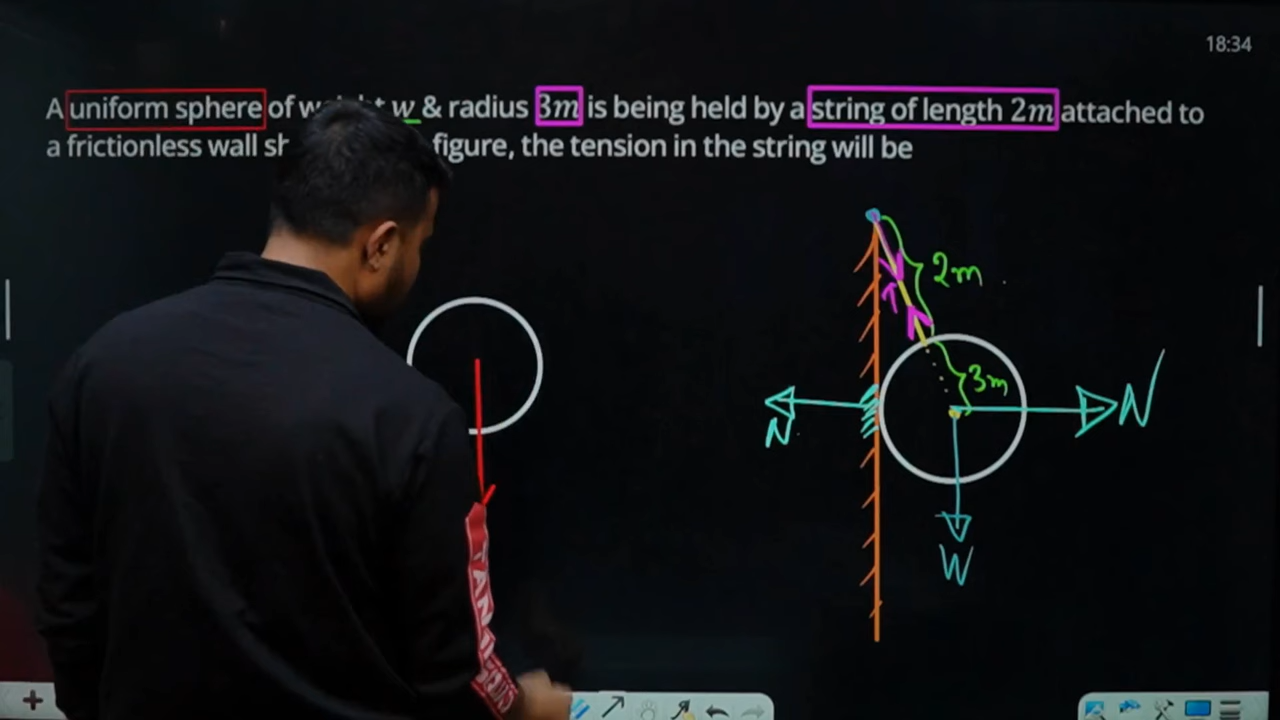 18:34
A uniform sphere of w & radius 3m is being held by a string of length 2m attached to
a frictionless wall figure, the tension in the string will be
2m
T
3m
N
N
W